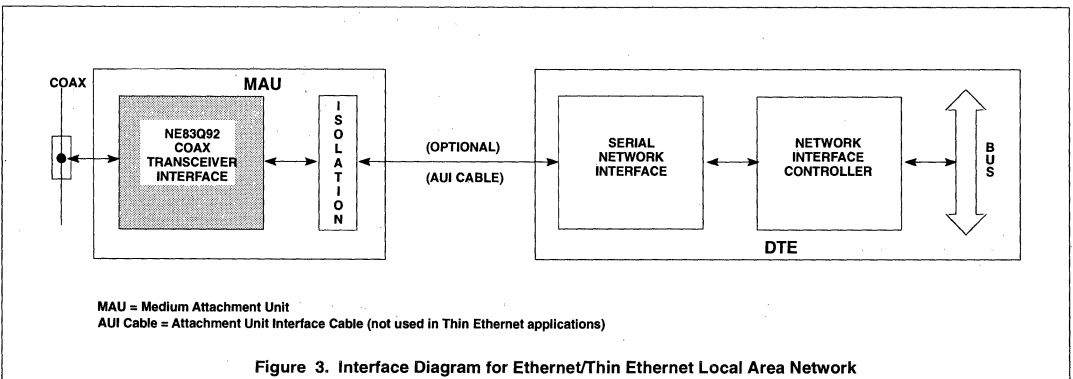 COAX
MAU
NE83Q92
COAX
TRANSCEIVER
INTERFACE
ISOLATION
(OPTIONAL)
(AUI CABLE)
SERIAL
NETWORK
INTERFACE
NETWORK
INTERFACE
CONTROLLER
BUS
DTE
MAU = Medium Attachment Unit
AUI Cable = Attachment Unit Interface Cable (not used in Thin Ethernet applications)
Figure 3. Interface Diagram for Ethernet/Thin Ethernet Local Area Network